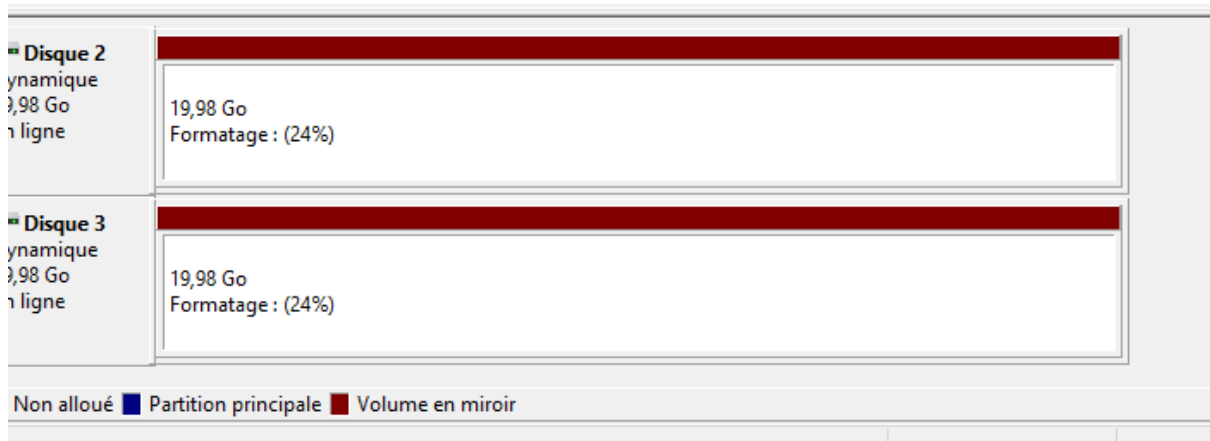 Disque 2
ynamique
9,98 Go
n ligne
19,98 Go
Formatage : (24%)
Disque 3
ynamique
9,98 Go
n ligne
19,98 Go
Formatage : (24%)
Non alloué Partition principale Volume en miroir